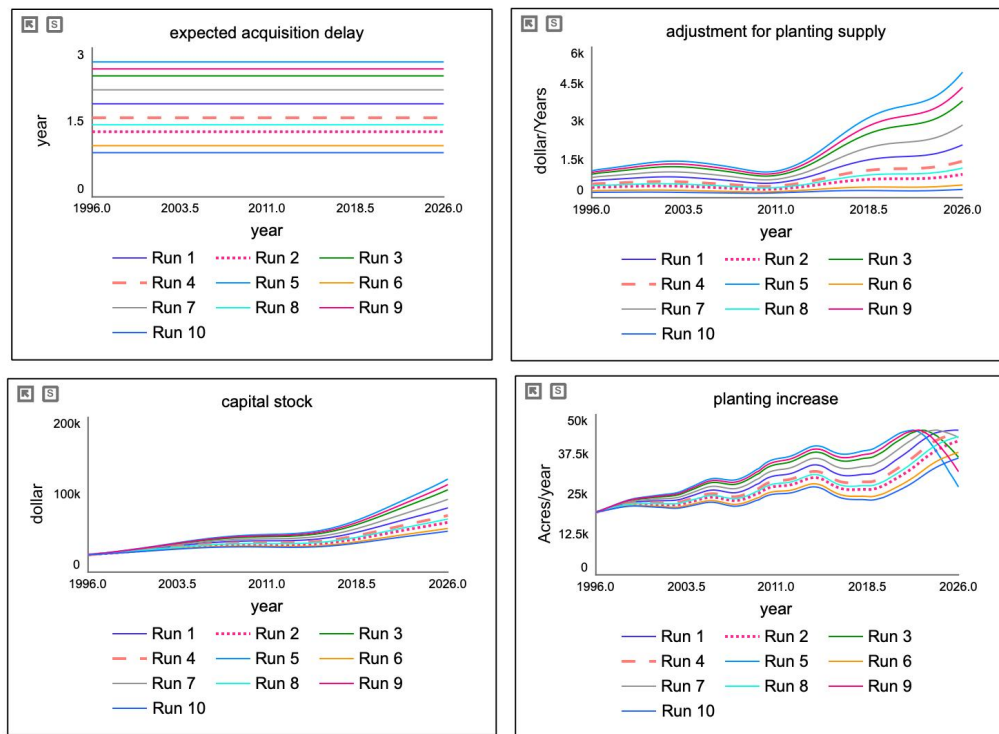 S
expected acquisition delay
3
1.5
0
year
1996.0 2003.5 2011.0 2018.5 2026.0
year
Run 1 Run 2 Run 3
Run 4 Run 5 Run 6
Run 7 Run 8 Run 9
Run 10
S
adjustment for planting supply
6k
4.5k
3k
1.5k
0
dollar/Years
1996.0 2003.5 2011.0 2018.5 2026.0
year
Run 1 Run 2 Run 3
Run 4 Run 5 Run 6
Run 7 Run 8 Run 9
Run 10
S
capital stock
200k
100k
0
dollar
1996.0 2003.5 2011.0 2018.5 2026.0
year
Run 1 Run 2 Run 3
Run 4 Run 5 Run 6
Run 7 Run 8 Run 9
Run 10
S
planting increase
50k
37.5k
25k
12.5k
0
Acres/year
1996.0 2003.5 2011.0 2018.5 2026.0
year
Run 1 Run 2 Run 3
Run 4 Run 5 Run 6
Run 7 Run 8 Run 9
Run 10